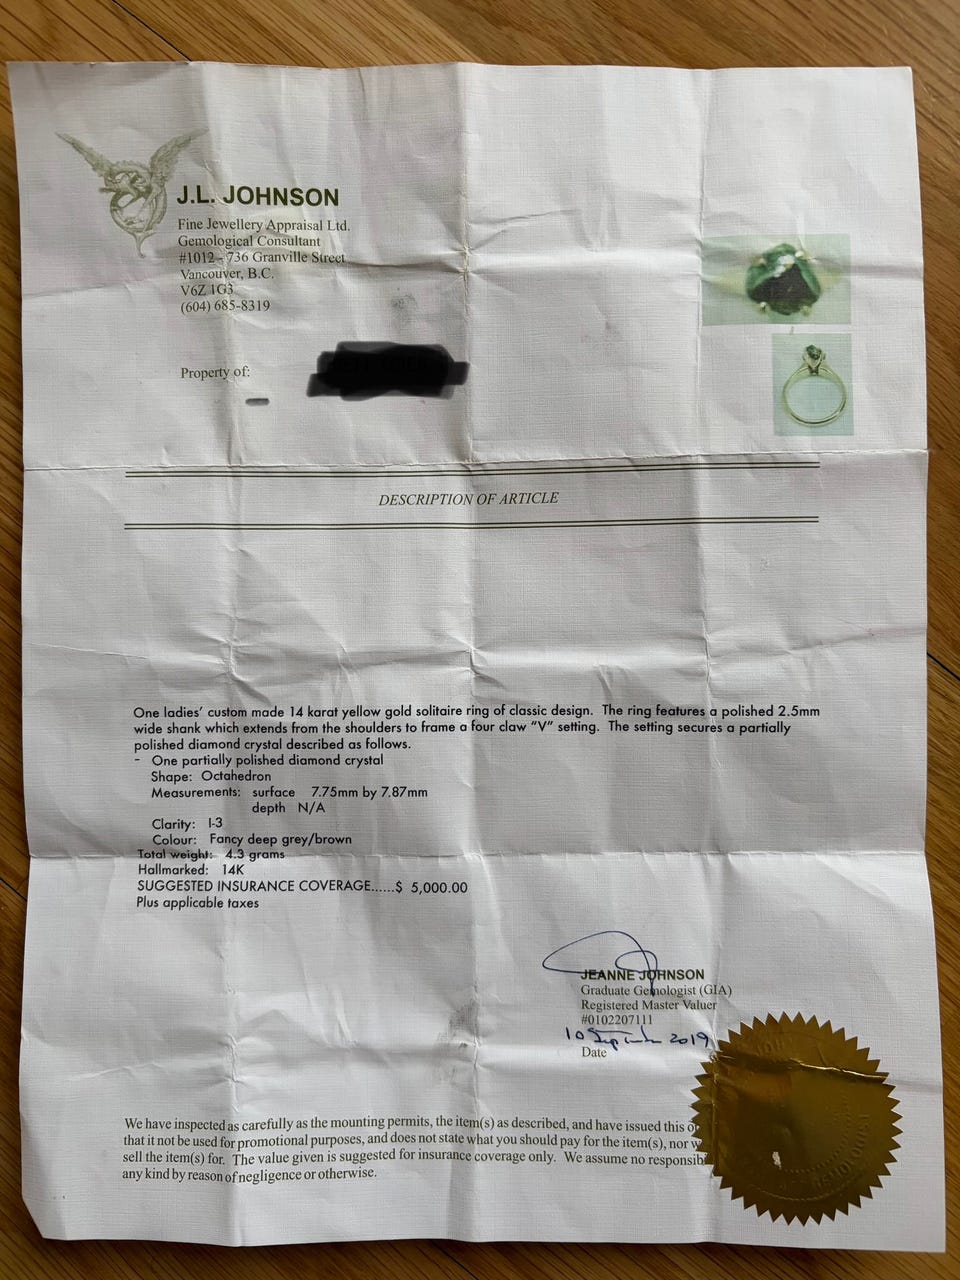 J.L. JOHNSON
Fine Jewellery Appraisal Ltd.
Gemological Consultant
#1012 - 736 Granville Street
Vancouver, B.C.
V6Z 1G3
(604) 685-8319
Property of:
DESCRIPTION OF ARTICLE
One ladies' custom made 14 karat yellow gold solitaire ring of classic design. The ring features a polished 2.5mm
wide shank which extends from the shoulders to frame a four claw "V" setting. The setting secures a partially
polished diamond crystal described as follows.
- One partially polished diamond crystal
Shape: Octahedron
Measurements: surface 7.75mm by 7.87mm
depth N/A
Clarity: I-3
Colour: Fancy deep grey/brown
Total weight: 4.3 grams
Hallmarked: 14K
SUGGESTED INSURANCE COVERAGE......$ 5,000.00
Plus applicable taxes
JEANNE JOHNSON
Graduate Gemologist (GIA)
Registered Master Valuer
#0102207111
10 September 2019
Date
We have inspected as carefully as the mounting permits, the item(s) as described, and have issued this
that it not be used for promotional purposes, and does not state what you should pay for the item(s), nor
sell the item(s) for. The value given is suggested for insurance coverage only. We assume no
any kind by reason of negligence or otherwise.